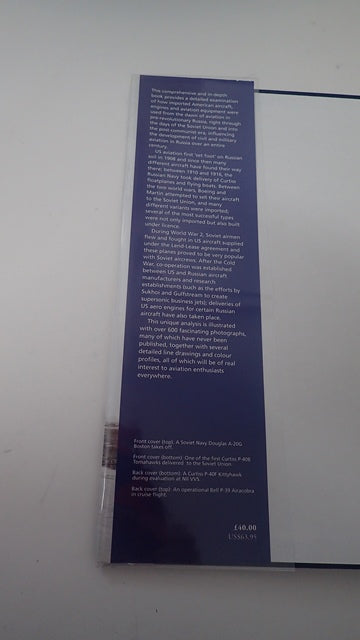 This comprehensive and in-depth
book provides a detailed examination
of how imported American aircraft,
engines and aviation equipment were
used from the dawn of aviation in
pre-revolutionary Russia, right through
the days of the Soviet Union and into
the post-communist era, influencing
the development of civil and military
aviation in Russia over an entire
century.
US aviation first 'set foot' on Russian
soil in 1908 and since then many
different aircraft have found their way
there; between 1910 and 1916, the
Russian Navy took delivery of Curtiss
floatplanes and flying boats. Between
the two world wars, Boeing and
Martin attempted to sell their aircraft
to the Soviet Union, and many
different variants were imported;
several of the most successful types
were not only imported but also built
under licence.
During World War 2, Soviet airmen
flew and fought in US aircraft supplied
under the Lend-Lease agreement and
these planes proved to be very popular
with Soviet aircrews. After the Cold
War, co-operation was established
between US and Russian aircraft
manufacturers and research
establishments (such as the efforts by
Sukhoi and Gulfstream to create
supersonic business jets); deliveries of
US aero engines for certain Russian
aircraft have also taken place.
This unique analysis is illustrated
with over 600 fascinating photographs,
many of which have never been
published, together with several
detailed line drawings and colour
profiles, all of which will be of real
interest to aviation enthusiasts
everywhere.
Front cover (top): A Soviet Navy Douglas A-20G
Boston takes off.
Front cover (bottom): One of the first Curtiss P-40B
Tomahawks delivered to the Soviet Union.
Back cover (bottom): A Curtiss P-40F Kittyhawk
during evaluation at NII VVS.
Back cover (top): An operational Bell P-39 Airacobra
in cruise flight.
£40.00
US$63.95